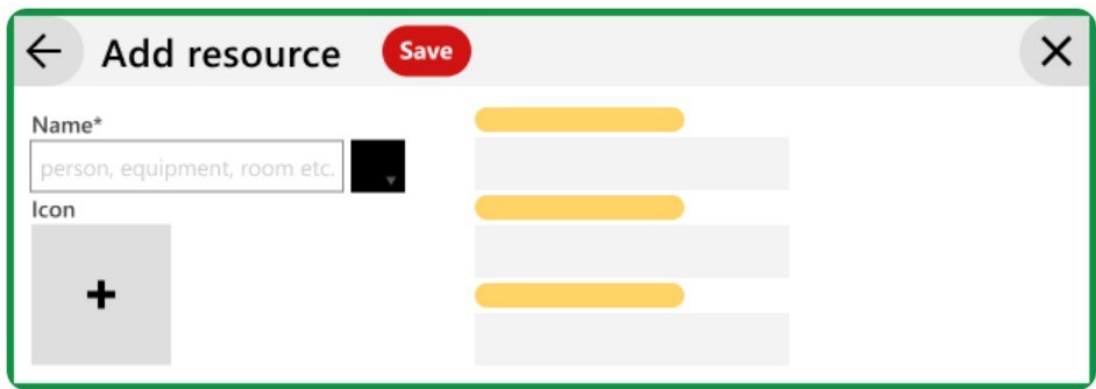 Add resource
Save
Name*
person, equipment, room etc.
Icon